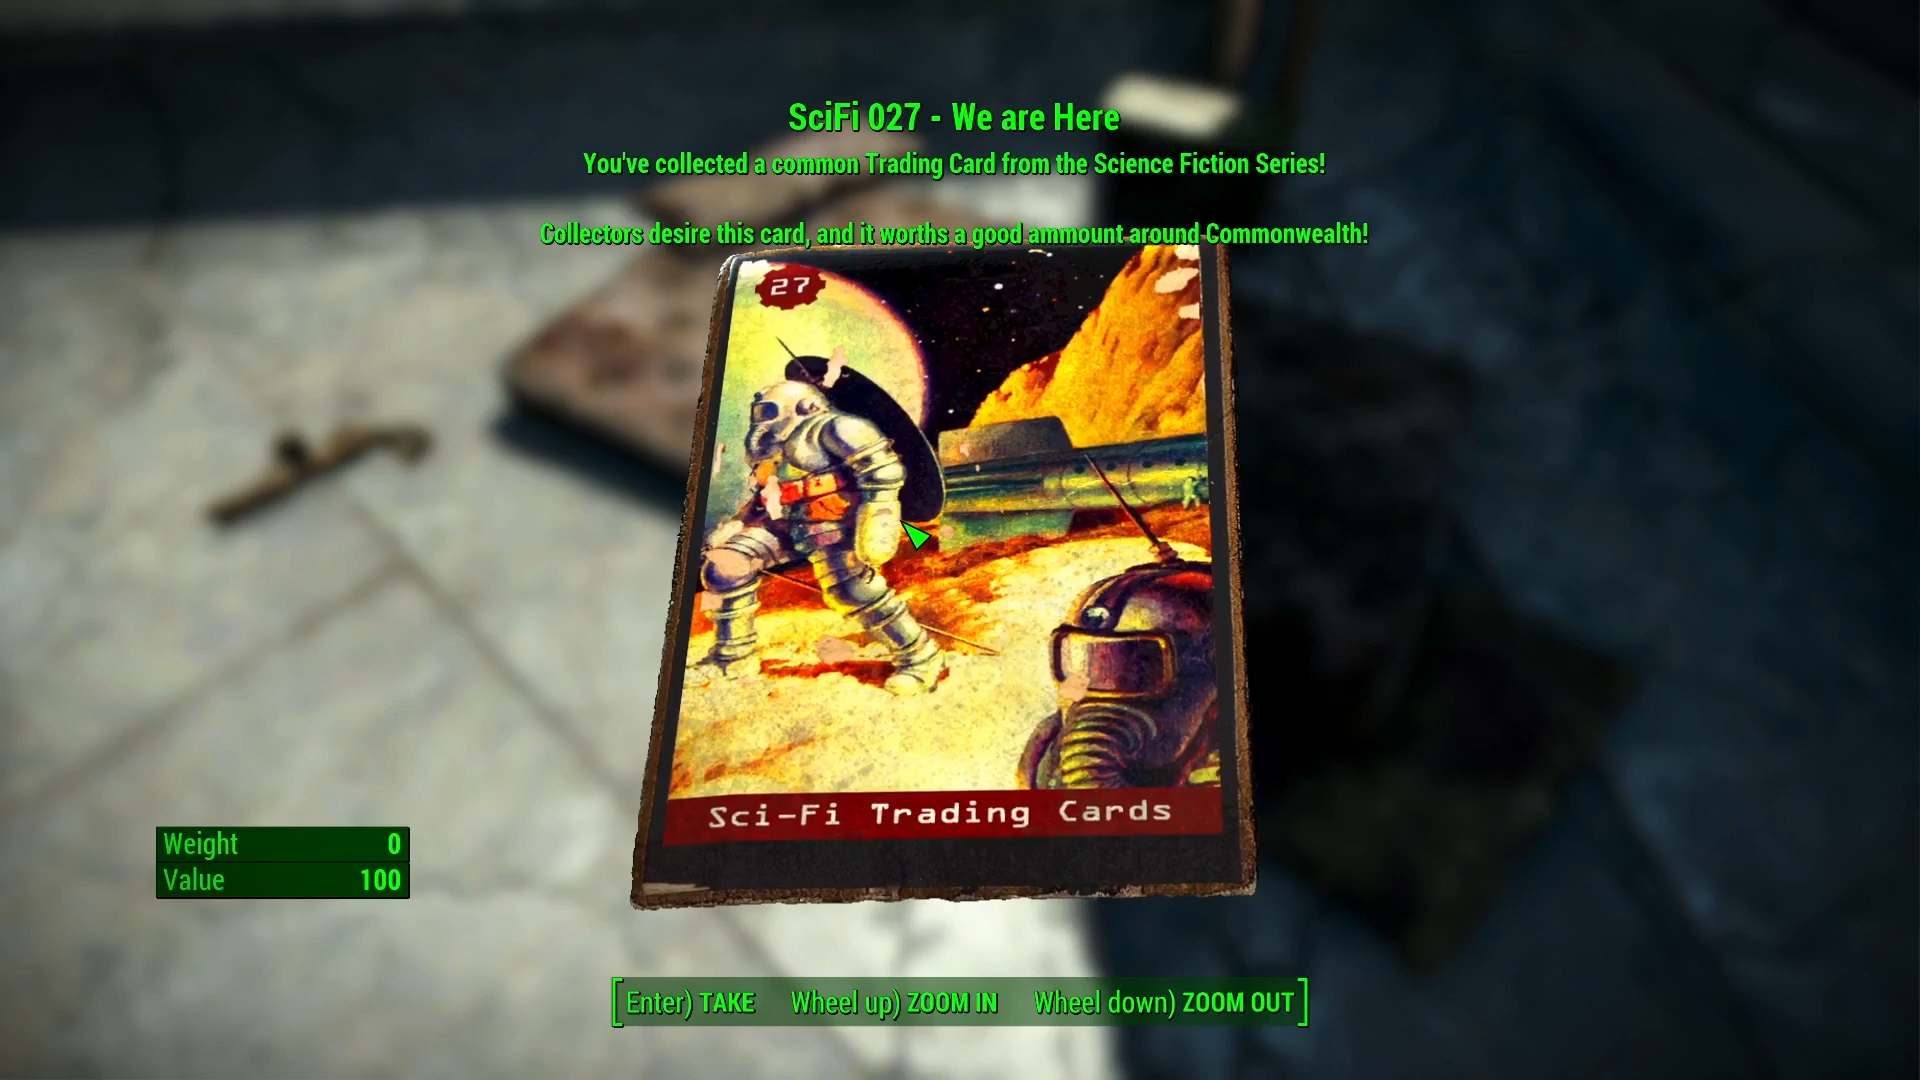 SciFi 027 - We are Here
You've collected a common Trading Card from the Science Fiction Series!
Collectors desire this card, and it worths a good ammount around Commonwealth!
27
Sci-Fi Trading Cards
Weight 0
Value 100
[Enter) TAKE Wheel up) ZOOM IN Wheel down) ZOOM OUT]